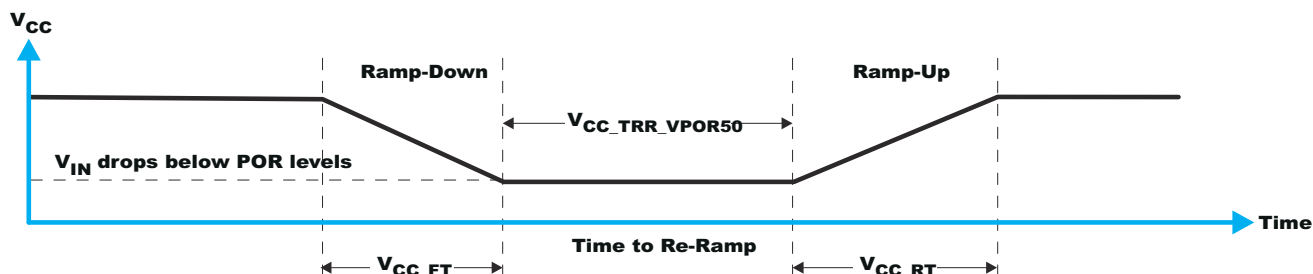 VCC
Ramp-Down
Ramp-Up
VCC_TRR_VPOR50
VIN drops below POR levels
Time
Time to Re-Ramp
VCC_FT
VCC_RT